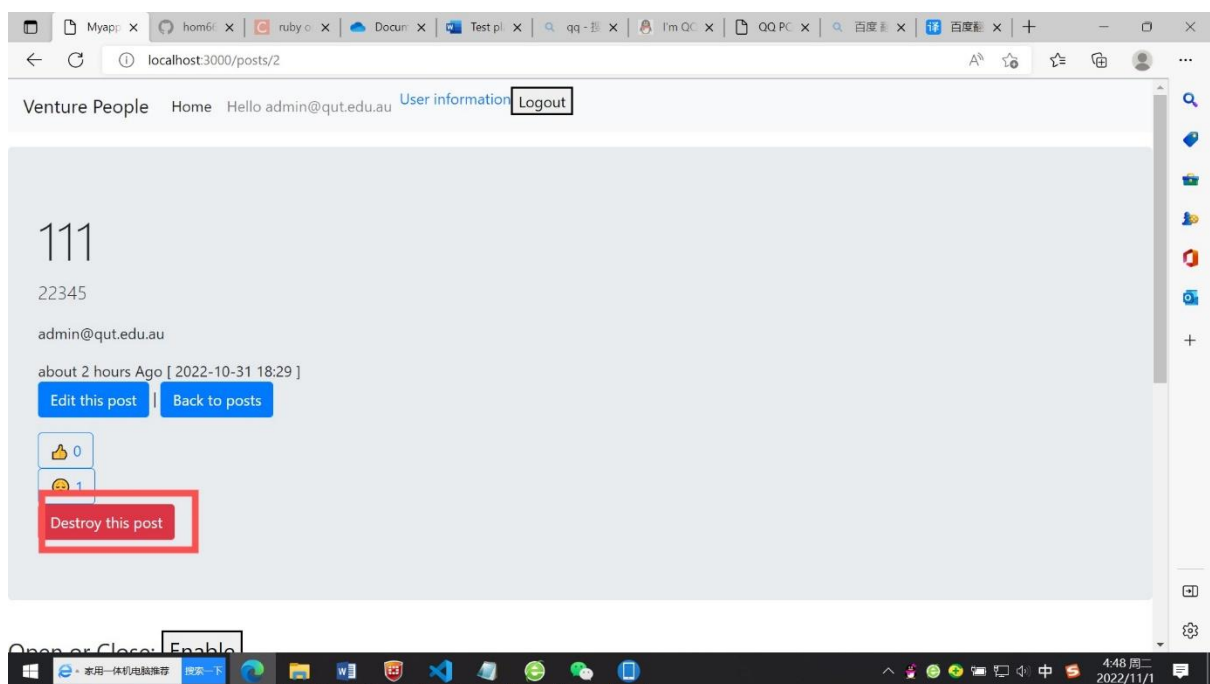 Myapp
hom66
ruby o
Docum
Test pl
qq - 搜
I'm QC
QQ PC
百度
百度翻
localhost:3000/posts/2
Venture People Home Hello admin@qut.edu.au User information Logout
111
22345
admin@qut.edu.au
about 2 hours Ago [ 2022-10-31 18:29 ]
Edit this post | Back to posts
👍 0
1
Destroy this post
Open or Close: Enable
家用一体机电脑推荐 搜索一下
中
4:48 周二
2022/11/1